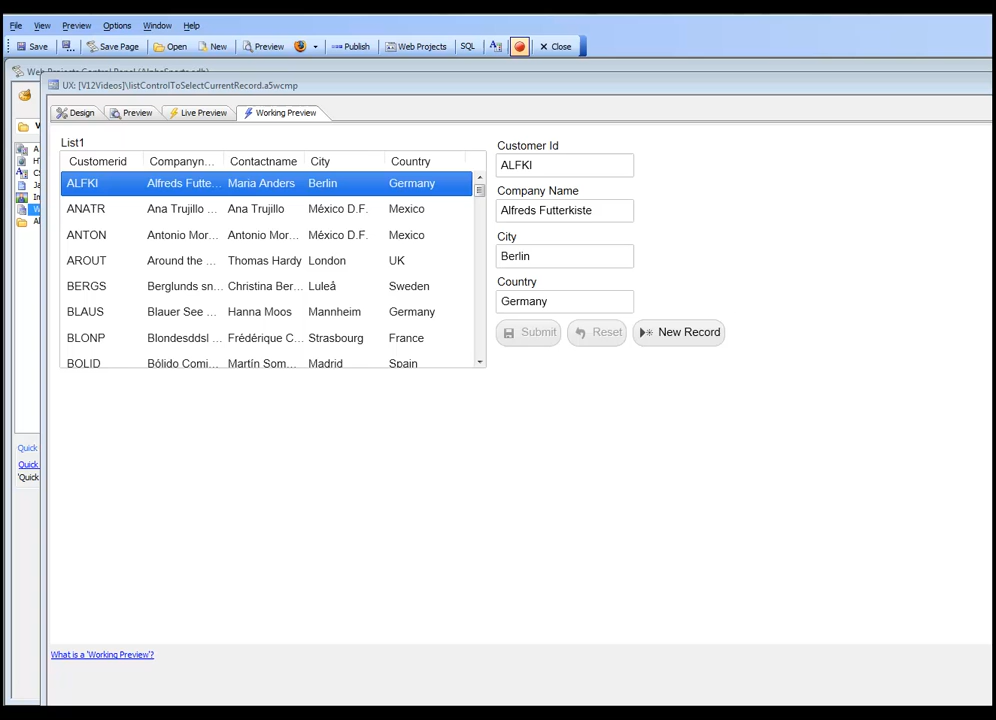 File View Preview Options Window Help
Save Save Page Open New Preview Publish Web Projects SQL Close
UX: [V12Videos]\listControlToSelectCurrentRecord.a5wcmp
Design Preview Live Preview Working Preview
List1
Customerid Companyn... Contactname City Country
ALFKI Alfreds Futte... Maria Anders Berlin Germany
ANATR Ana Trujillo ... Ana Trujillo México D.F. Mexico
ANTON Antonio Mor... Antonio Mor... México D.F. Mexico
AROUT Around the ... Thomas Hardy London UK
BERGS Berglunds sn... Christina Ber... Luleå Sweden
BLAUS Blauer See ... Hanna Moos Mannheim Germany
BLONP Blondesddsl ... Frédérique C... Strasbourg France
BOLID Bólido Comi... Martín Som... Madrid Spain
Customer Id
ALFKI
Company Name
Alfreds Futterkiste
City
Berlin
Country
Germany
Submit Reset New Record
Quick
Quick
'Quick
What is a 'Working Preview'?